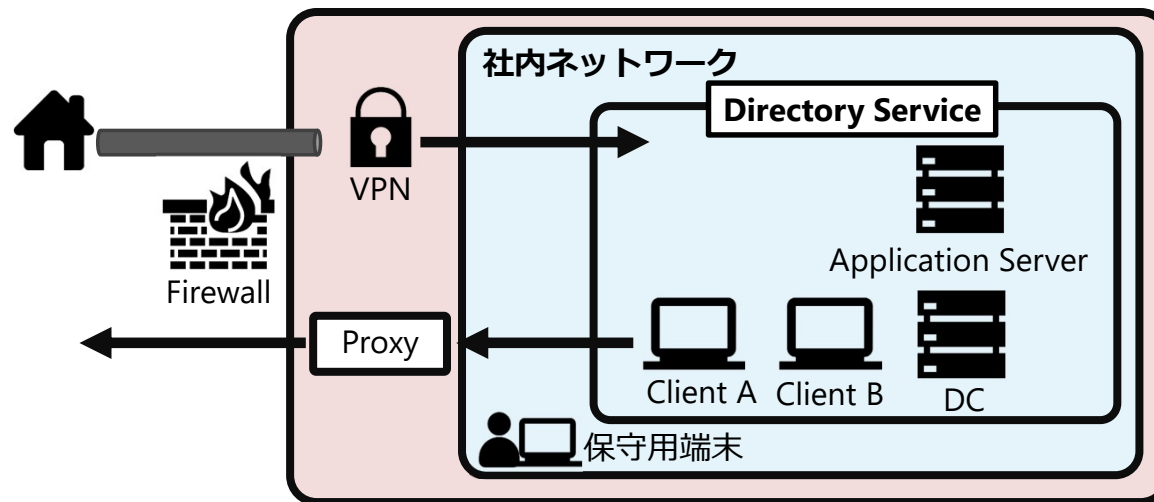 社内ネットワーク
Directory Service
VPN
Application Server
Firewall
Proxy
Client A
Client B
DC
保守用端末